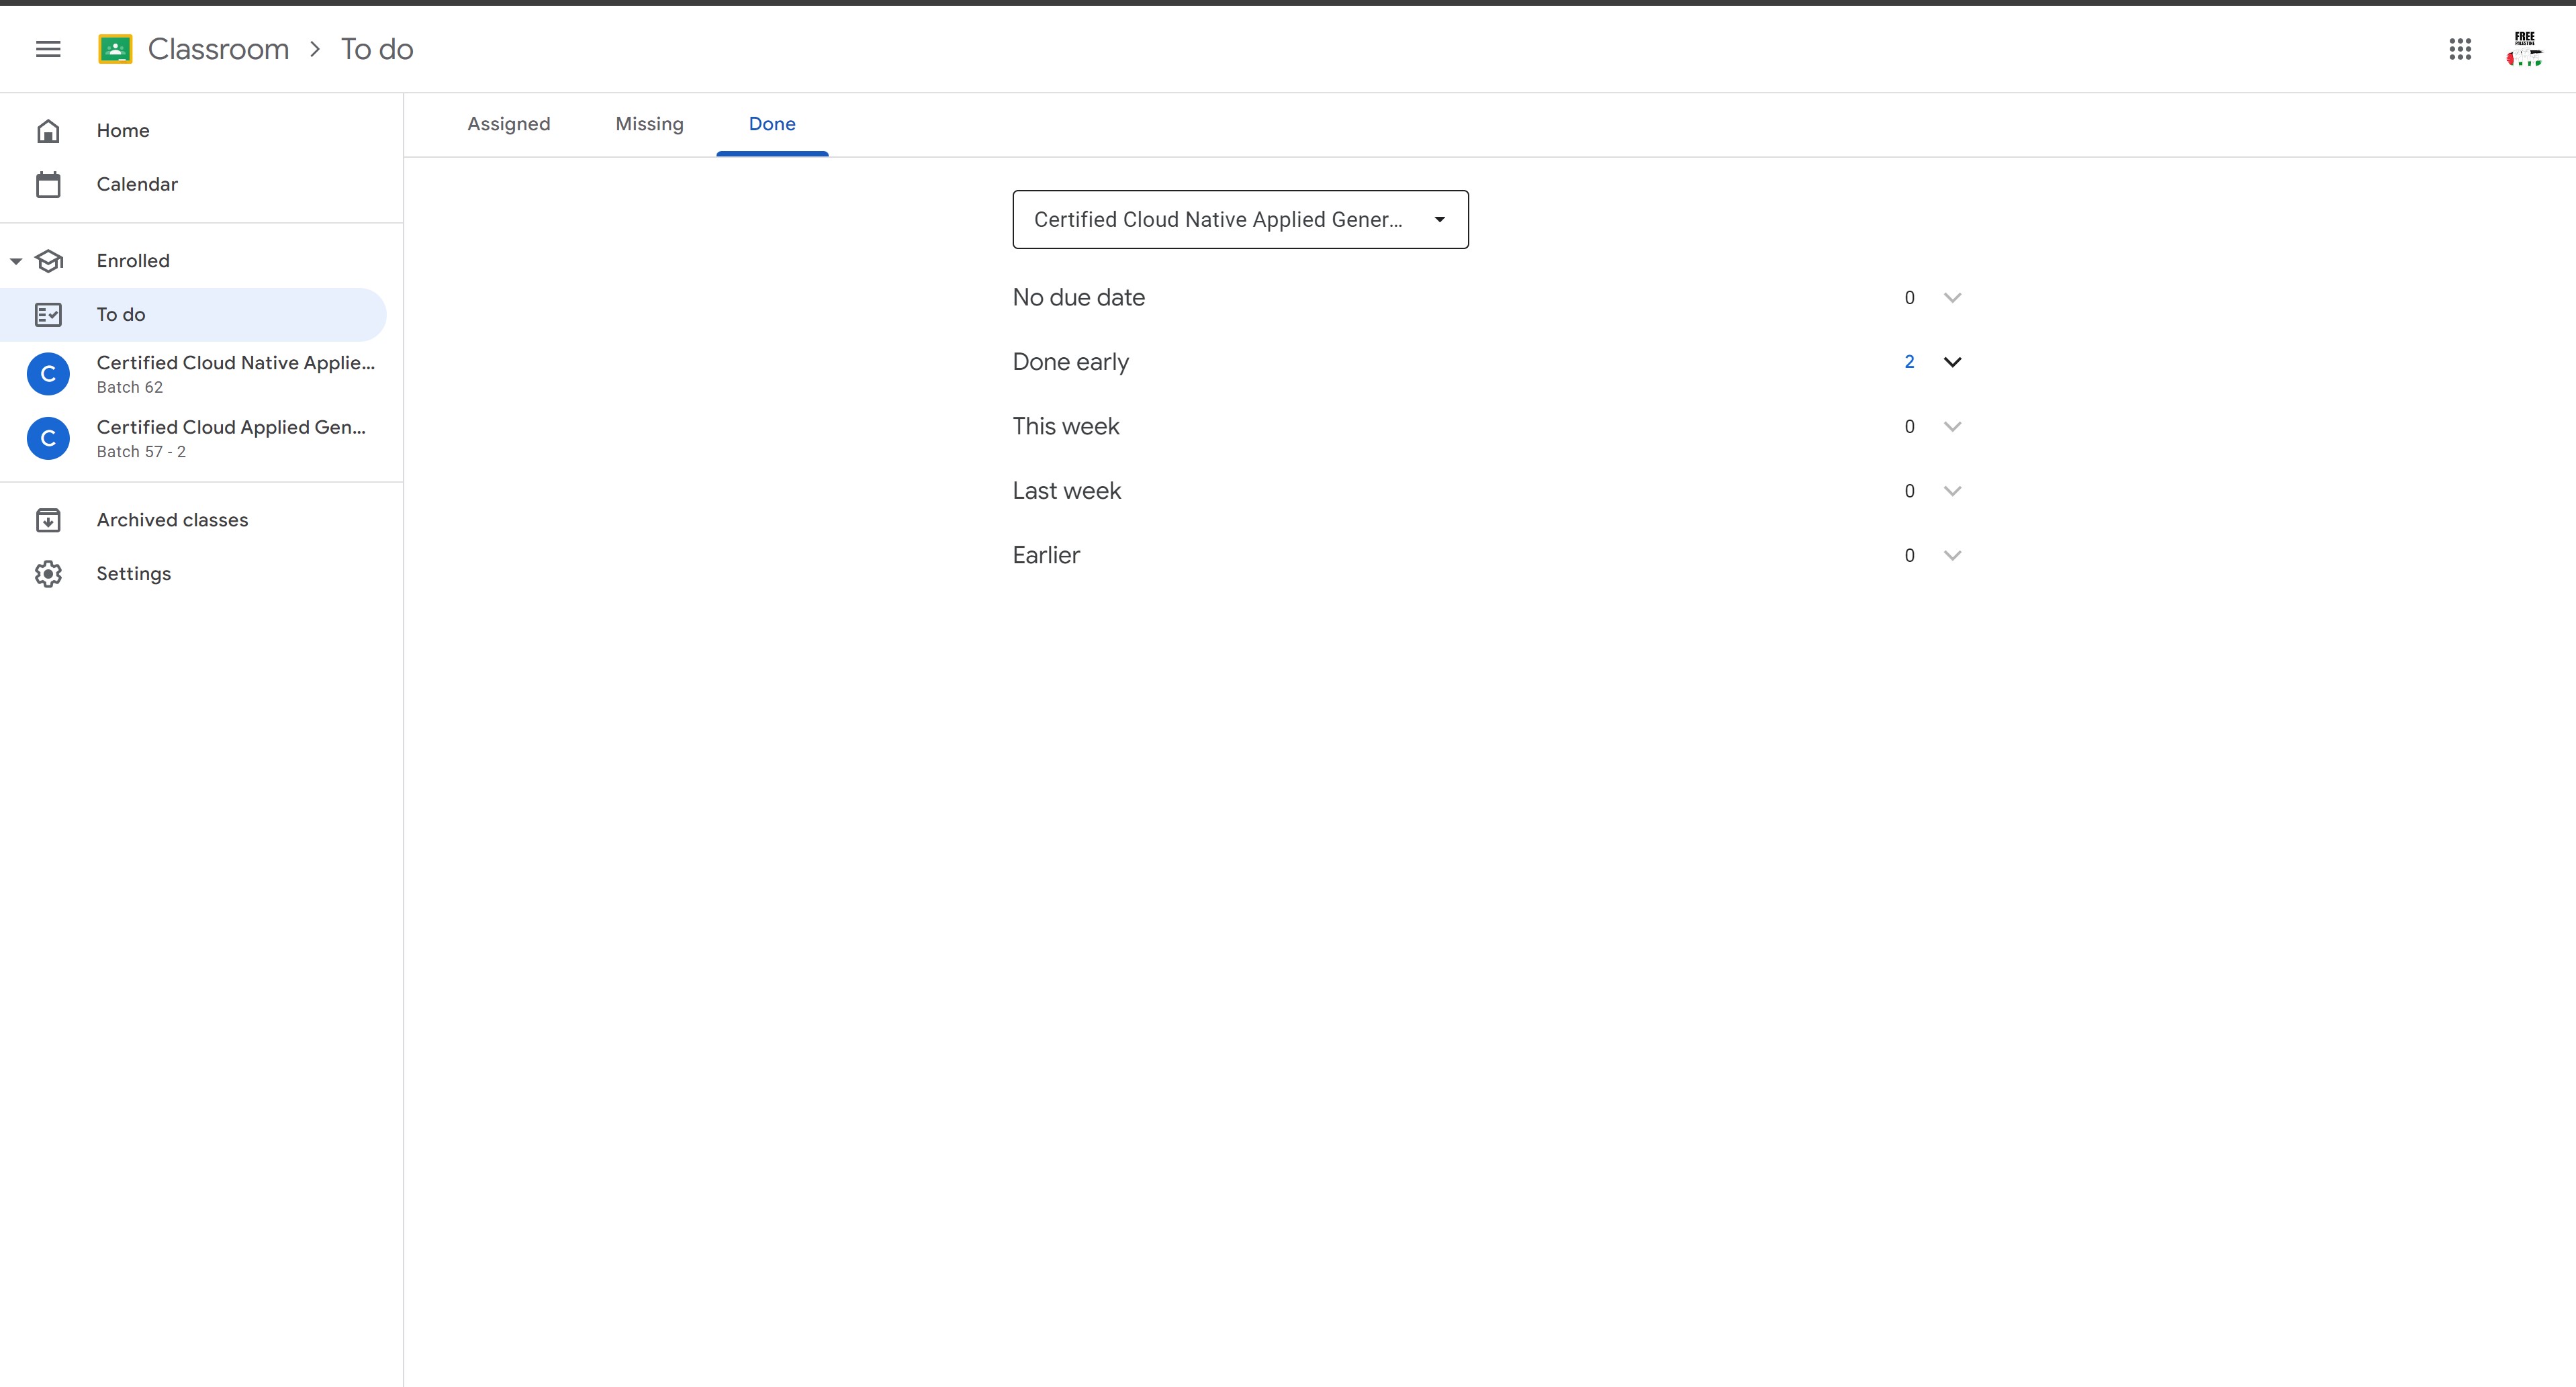 Classroom > To do
FREE
PALESTINE
Home
Calendar
Enrolled
To do
C
Certified Cloud Native Applie...
Batch 62
C
Certified Cloud Applied Gen...
Batch 57 - 2
Archived classes
Settings
Assigned Missing Done
Certified Cloud Native Applied Gener...
No due date 0
Done early 2
This week 0
Last week 0
Earlier 0